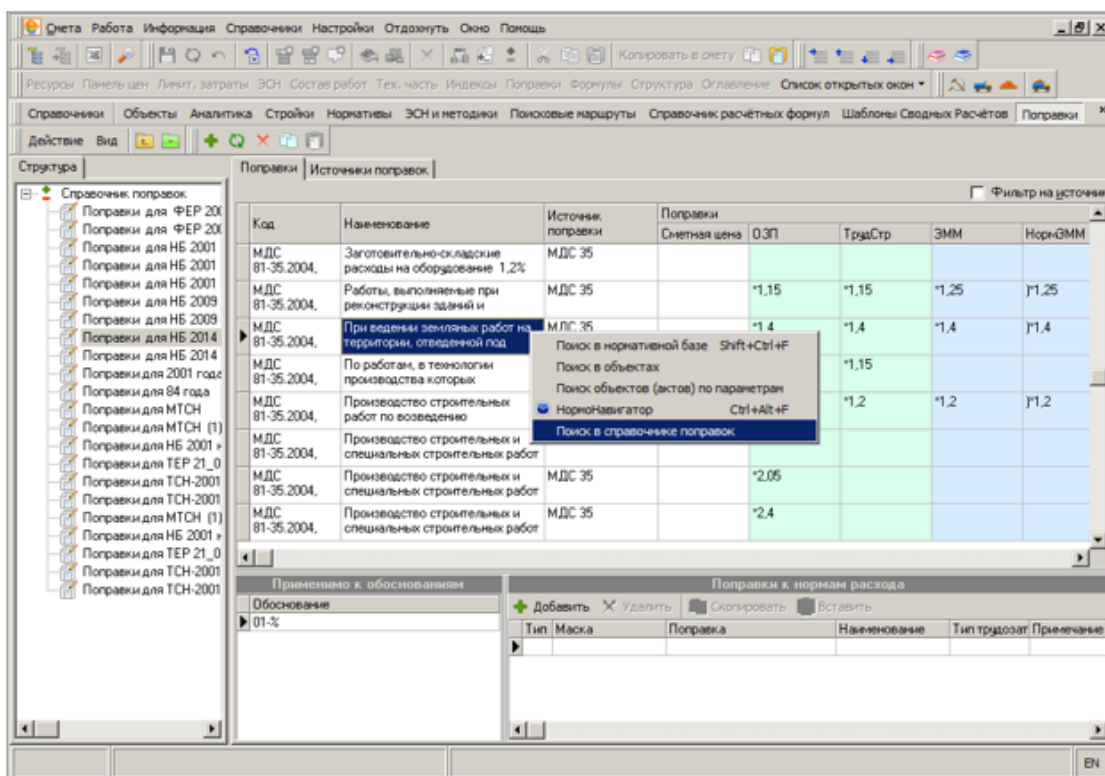 Смета Работа Информация Справочники Настройки Отдохнуть Окно Помощь
Копировать в смету
Ресурсы Панель цен Лимит. затраты ЭСН Состав работ Тех. часть Индексы Поправки Формулы Структура Оглавление Список открытых окон
Справочники Объекты Аналитика Стройки Нормативы ЭСН и методики Поисковые маршруты Справочник расчётных формул Шаблоны Сводных Расчётов Поправки
Действие Вид
Структура
Справочник поправок
Поправки для ФЕР 200
Поправки для ФЕР 200
Поправки для НБ 2001
Поправки для НБ 2001
Поправки для НБ 2001
Поправки для НБ 2009
Поправки для НБ 2009
Поправки для НБ 2014
Поправки для НБ 2014
Поправки для 2001 года
Поправки для 84 года
Поправки для МТСН
Поправки для МТСН (1)
Поправки для НБ 2001 н
Поправки для ТЕР 21_0
Поправки для ТСН-2001
Поправки для ТСН-2001
Поправки для МТСН (1)
Поправки для НБ 2001 н
Поправки для ТЕР 21_0
Поправки для ТСН-2001
Поправки для ТСН-2001
Поправки Источники поправок
Фильтр на источник
Код Наименование Источник поправки Поправки
Сметная цена ОЗП ТрудСтр ЭММ НормЭММ
МДС Заготовительно-складские МДС 35
81-35.2004, расходы на оборудование 1,2%
МДС Работы, выполняемые при МДС 35 *1,15 *1,15 *1,25 )*1,25
81-35.2004, реконструкции зданий и
МДС При ведении земляных работ на МДС 35 *1,4 *1,4 *1,4 )*1,4
81-35.2004, территории, отведенной под
МДС По работам, в технологии *1,15
81-35.2004, производства которых
МДС Производство строительных *1,2 *1,2 )*1,2
81-35.2004, работ по возведению
МДС Производство строительных и
81-35.2004, специальных строительных работ
МДС Производство строительных и МДС 35 *2,05
81-35.2004, специальных строительных работ
МДС Производство строительных и МДС 35 *2,4
81-35.2004, специальных строительных работ
Поиск в нормативной базе Shift+Ctrl+F
Поиск в объектах
Поиск объектов (актов) по параметрам
НормоНавигатор Ctrl+Alt+F
Поиск в справочнике поправок
Применимо к обоснованиям
Обоснование
01-%
Поправки к нормам расхода
Добавить Удалить Скопировать Вставить
Тип Маска Поправка Наименование Тип трудозат Примечание
EN